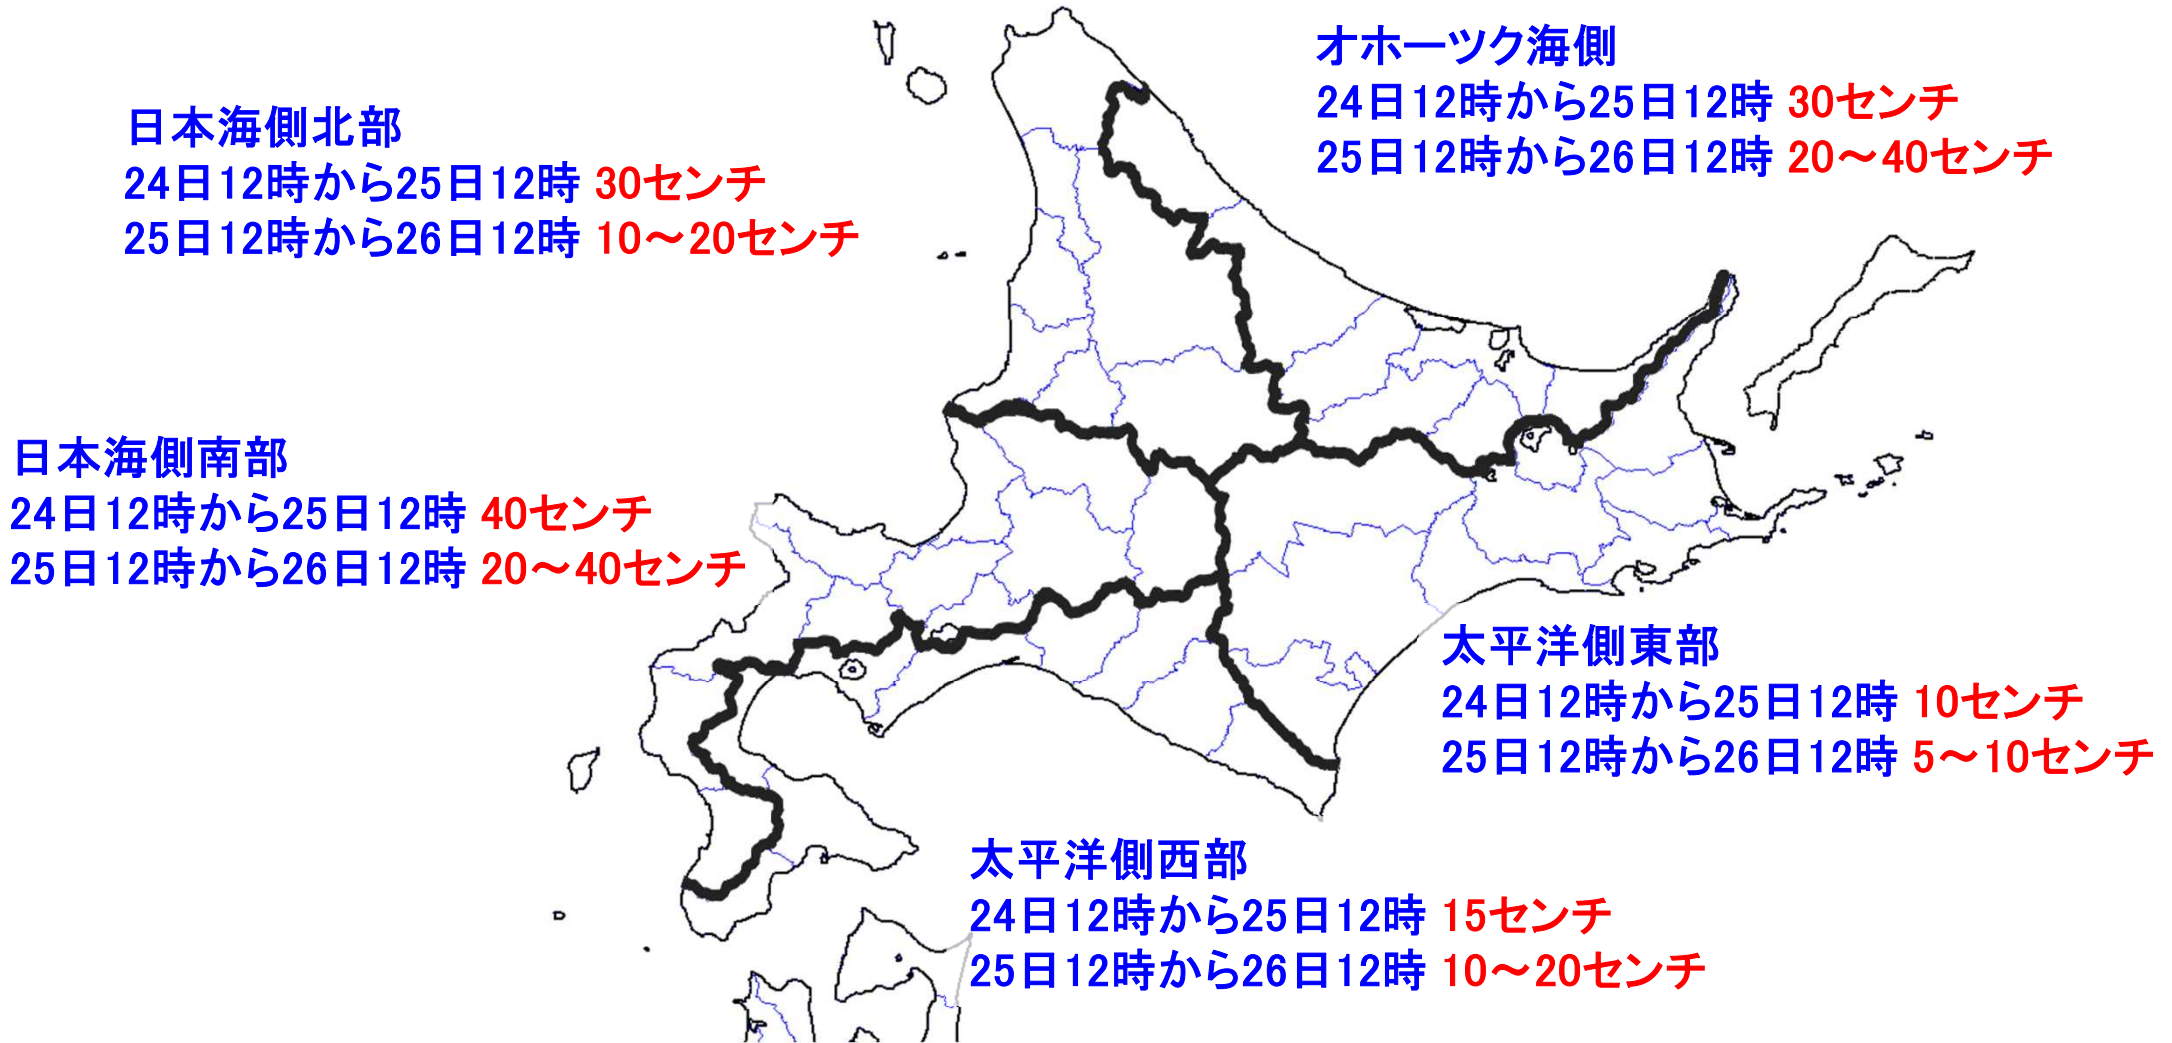 オホーツク海側
24日12時から25日12時 30センチ
25日12時から26日12時 20～40センチ
日本海側北部
24日12時から25日12時 30センチ
25日12時から26日12時 10～20センチ
日本海側南部
24日12時から25日12時 40センチ
25日12時から26日12時 20～40センチ
太平洋側東部
24日12時から25日12時 10センチ
25日12時から26日12時 5～10センチ
太平洋側西部
24日12時から25日12時 15センチ
25日12時から26日12時 10～20センチ